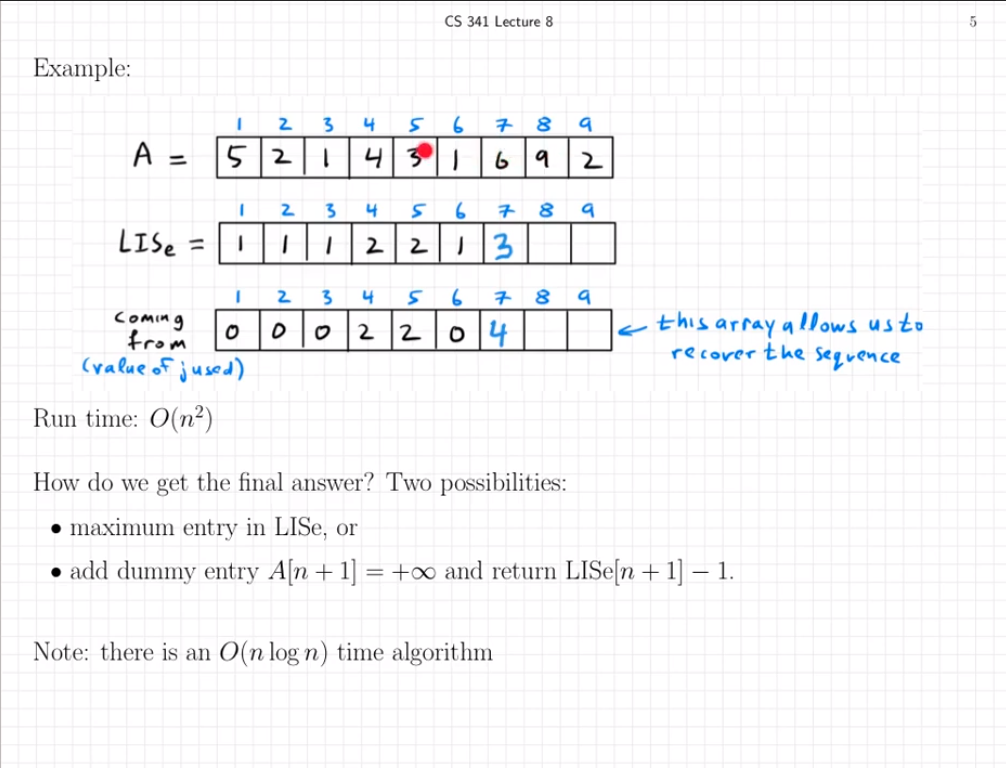 CS 341 Lecture 8
5
Example:
1 2 3 4 5 6 7 8 9
A = 5 2 1 4 3 1 6 9 2
1 2 3 4 5 6 7 8 9
LISe = 1 1 1 2 2 1 3
1 2 3 4 5 6 7 8 9
coming from 0 0 0 2 2 0 4
(value of j used)
this array allows us to
recover the sequence
Run time: O(n²)
How do we get the final answer? Two possibilities:
• maximum entry in LISe, or
• add dummy entry A[n + 1] = +∞ and return LISe[n + 1] − 1.
Note: there is an O(n log n) time algorithm